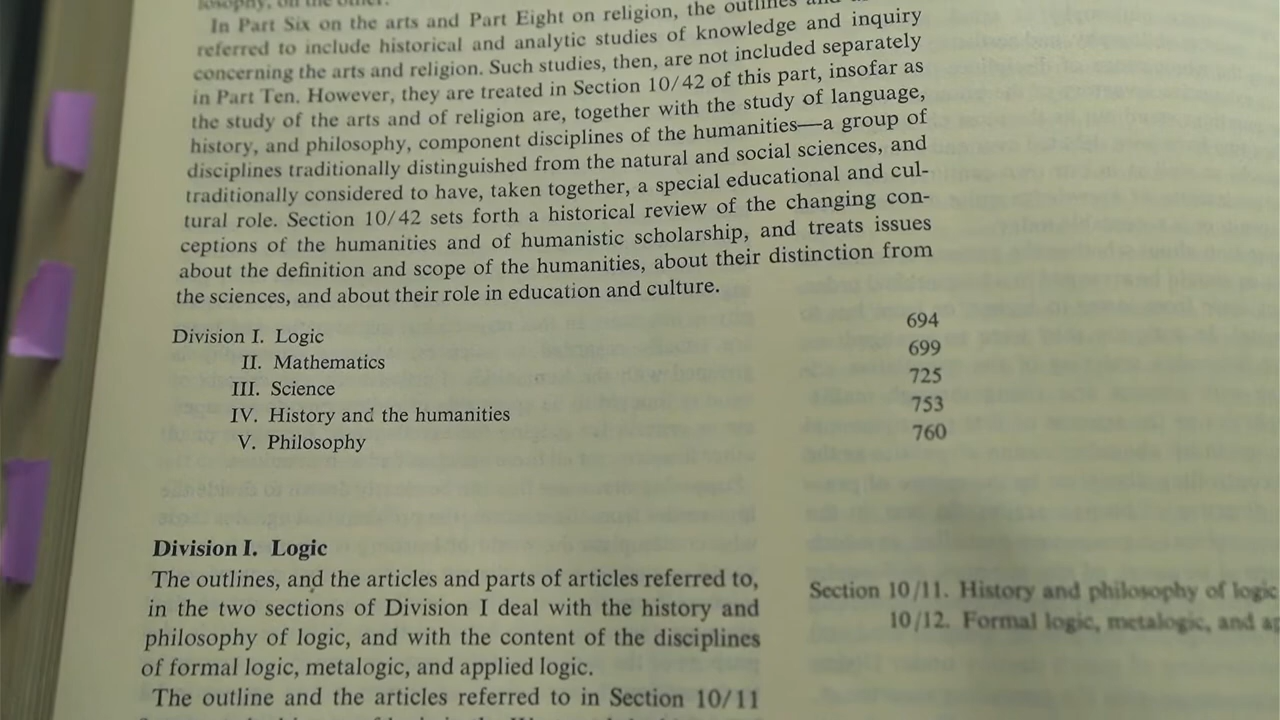 losophy, on the other.
In Part Six on the arts and Part Eight on religion, the outlines and
referred to include historical and analytic studies of knowledge and inquiry
concerning the arts and religion. Such studies, then, are not included separately
in Part Ten. However, they are treated in Section 10/42 of this part, insofar as
the study of the arts and of religion are, together with the study of language,
history, and philosophy, component disciplines of the humanities—a group of
disciplines traditionally distinguished from the natural and social sciences, and
traditionally considered to have, taken together, a special educational and cul-
tural role. Section 10/42 sets forth a historical review of the changing con-
ceptions of the humanities and of humanistic scholarship, and treats issues
about the definition and scope of the humanities, about their distinction from
the sciences, and about their role in education and culture.
Division I. Logic 694
II. Mathematics 699
III. Science 725
IV. History and the humanities 753
V. Philosophy 760
Division I. Logic
The outlines, and the articles and parts of articles referred to,
in the two sections of Division I deal with the history and
philosophy of logic, and with the content of the disciplines
of formal logic, metalogic, and applied logic.
The outline and the articles referred to in Section 10/11
Section 10/11. History and philosophy of logic
10/12. Formal logic, metalogic, and